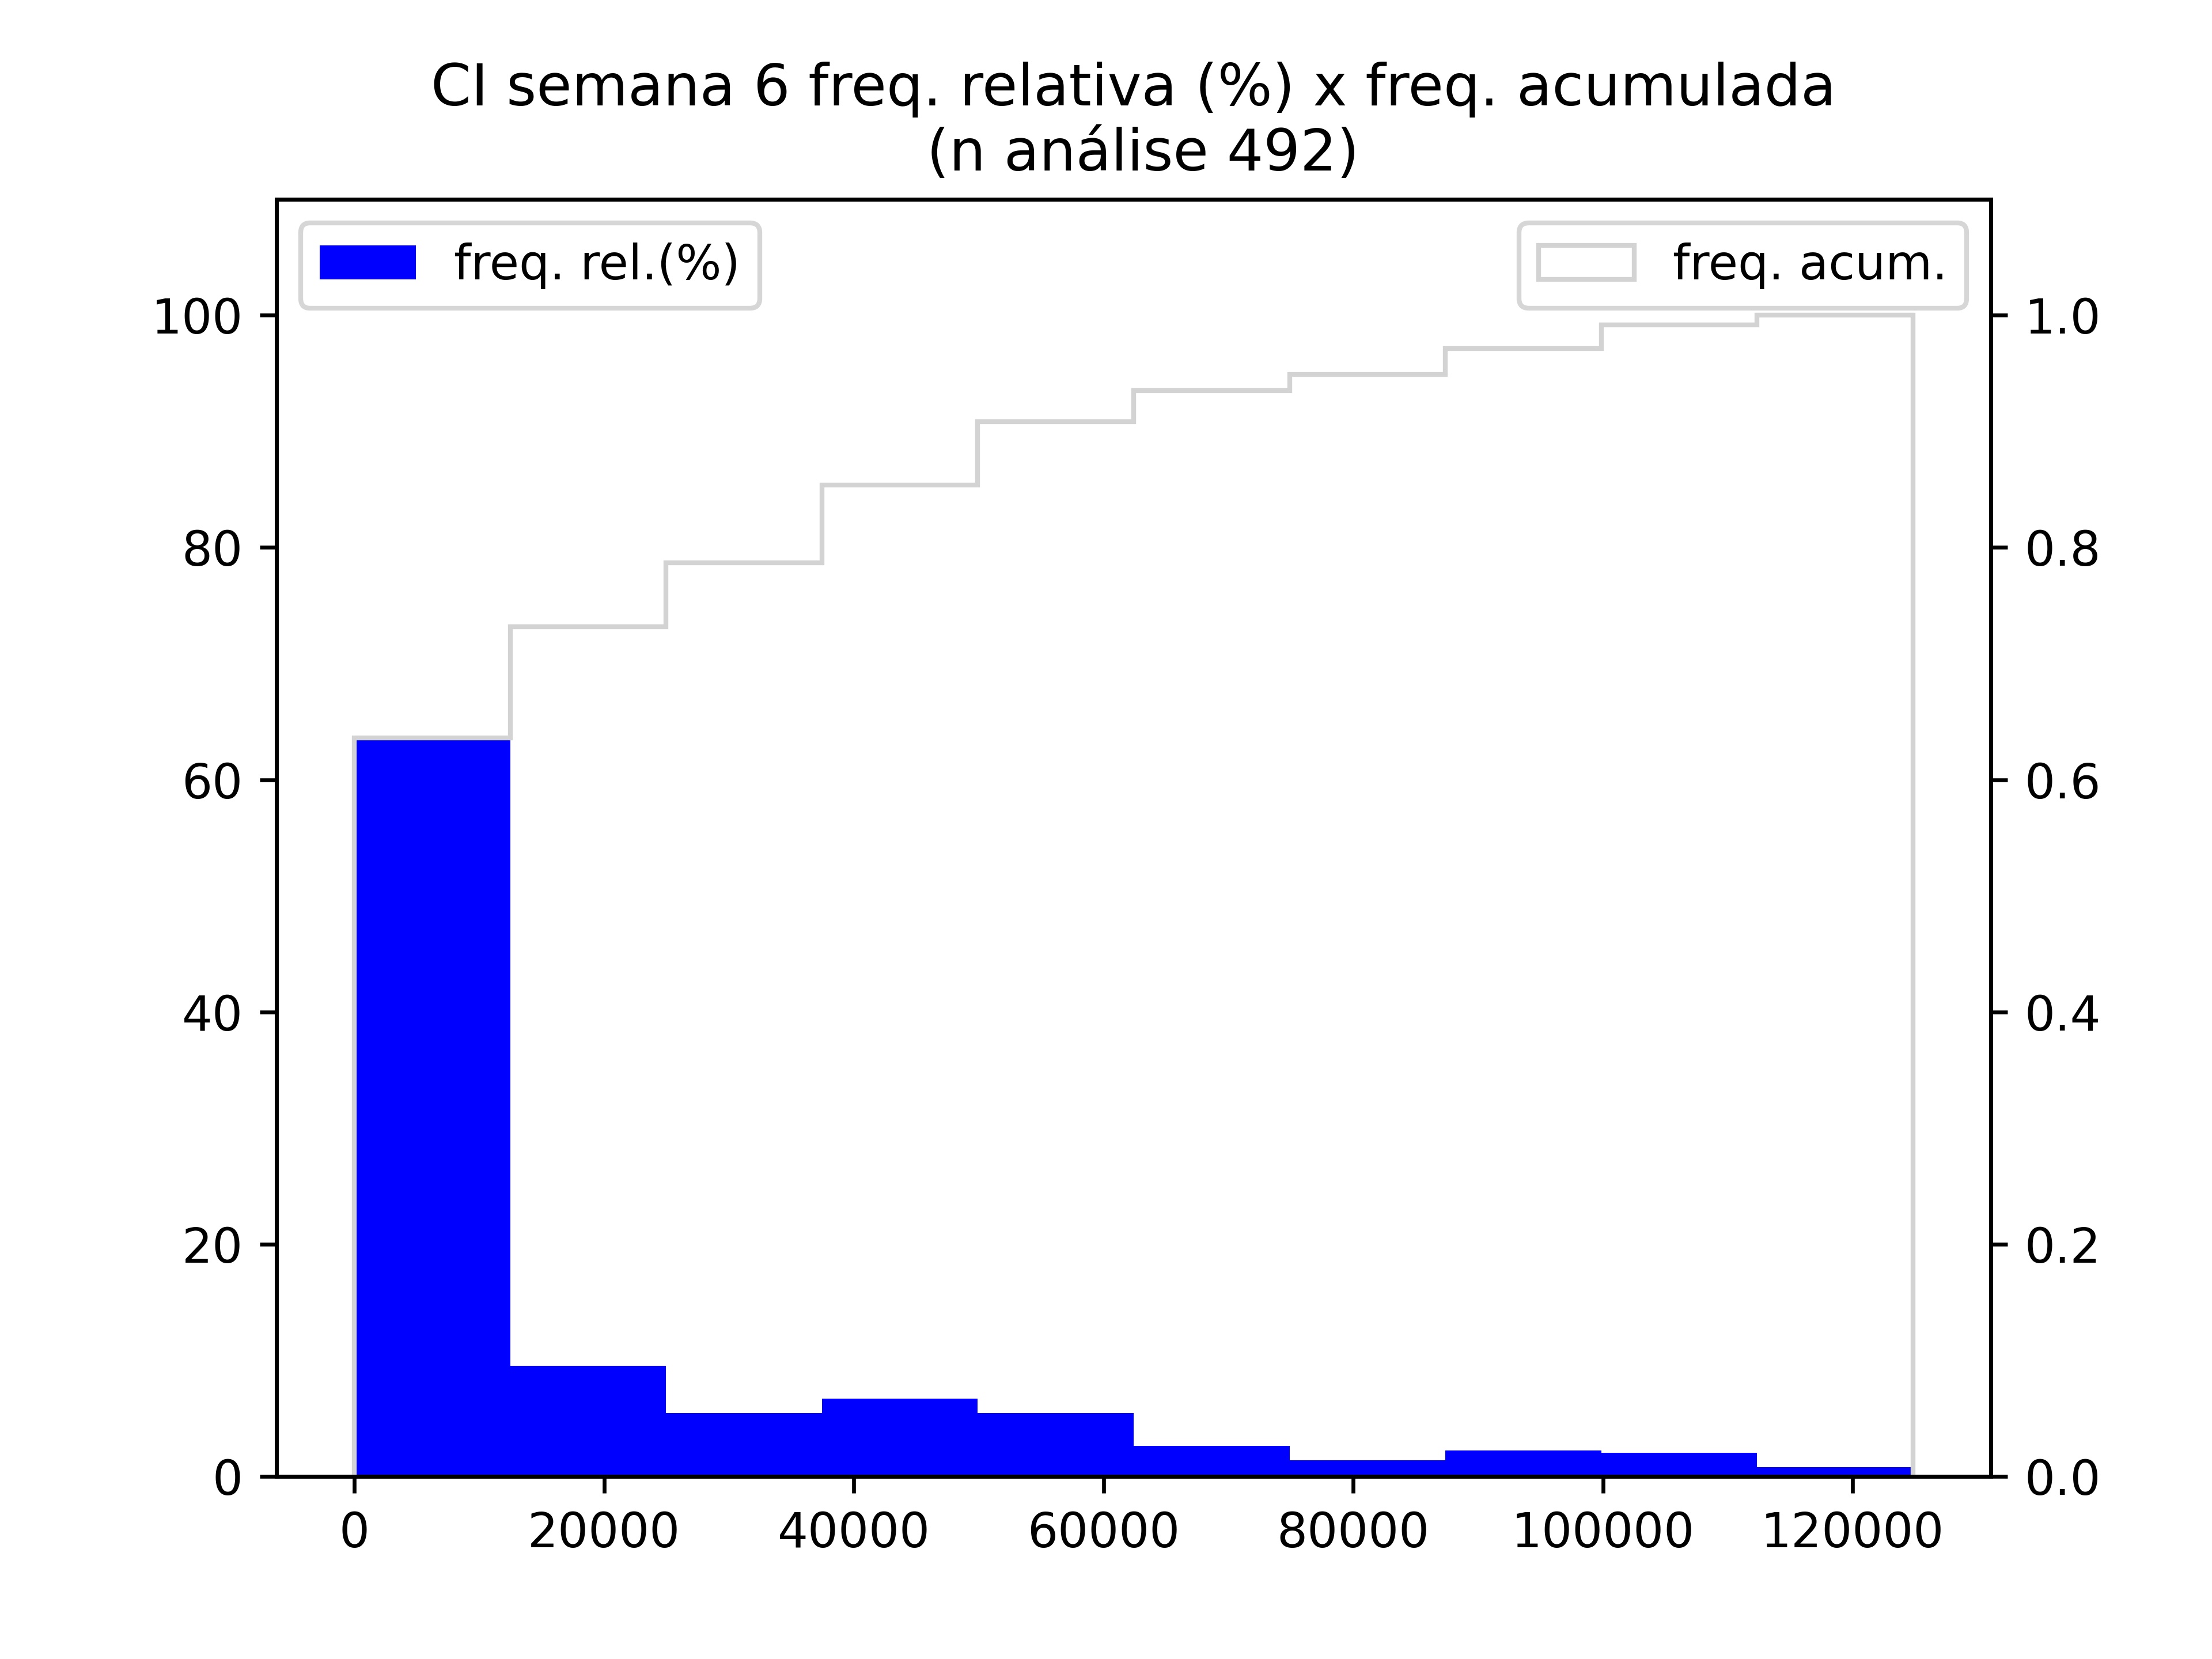 CI semana 6 freq. relativa (%) x freq. acumulada
(n análise 492)
freq. rel.(%)
freq. acum.
100
80
60
40
20
0
1.0
0.8
0.6
0.4
0.2
0.0
0 20000 40000 60000 80000 100000 120000